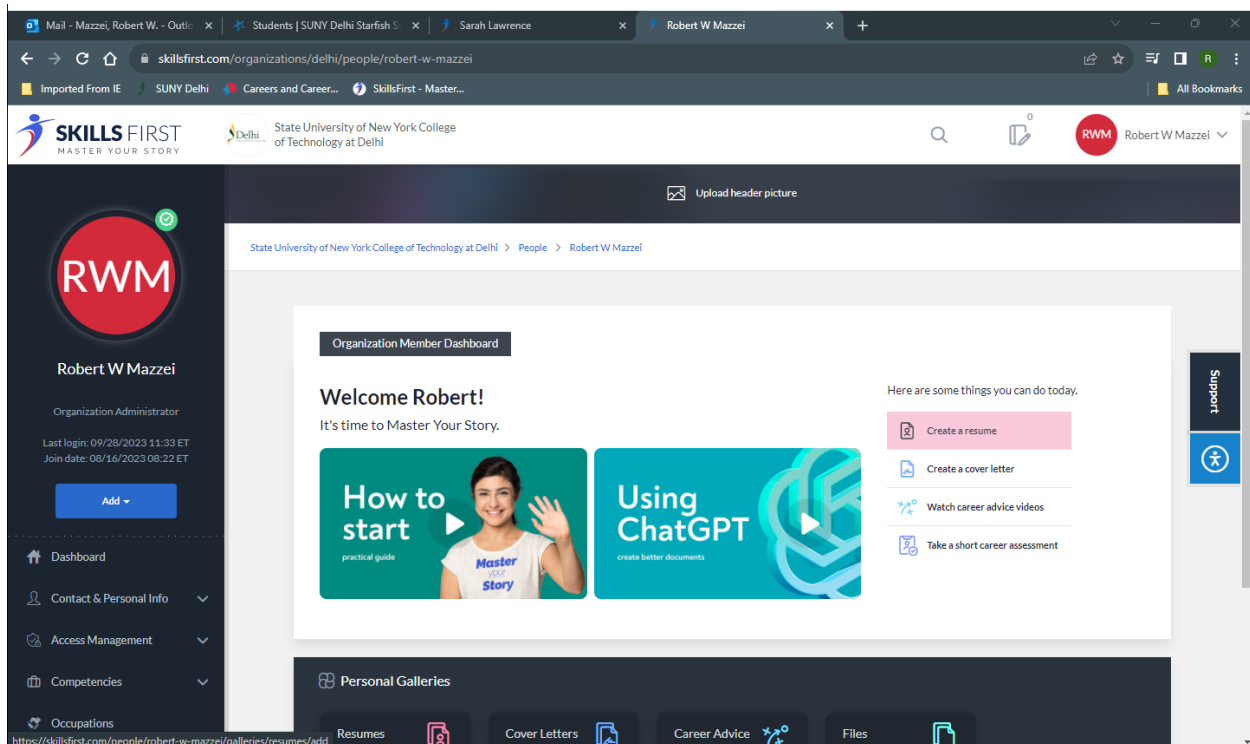 Mail - Mazzei, Robert W. - Outlo
Students | SUNY Delhi Starfish S
Sarah Lawrence
Robert W Mazzei
skillsfirst.com/organizations/delhi/people/robert-w-mazzei
R
Imported From IE
SUNY Delhi
Careers and Career...
SkillsFirst - Master...
All Bookmarks
SKILLS FIRST
MASTER YOUR STORY
Delhi
State University of New York College
of Technology at Delhi
0
RWM
Robert W Mazzei
Upload header picture
State University of New York College of Technology at Delhi > People > Robert W Mazzei
RWM
Robert W Mazzei
Organization Administrator
Last login: 09/28/2023 11:33 ET
Join date: 08/16/2023 08:22 ET
Add
Dashboard
Contact & Personal Info
Access Management
Competencies
Occupations
https://skillsfirst.com/people/robert-w-mazzei/galleries/resumes/add
Organization Member Dashboard
Welcome Robert!
It's time to Master Your Story.
How to
start
practical guide
Master
your
Story
Using
ChatGPT
create better documents
Here are some things you can do today.
Create a resume
Create a cover letter
Watch career advice videos
Take a short career assessment
Support
Personal Galleries
Resumes
Cover Letters
Career Advice
Files